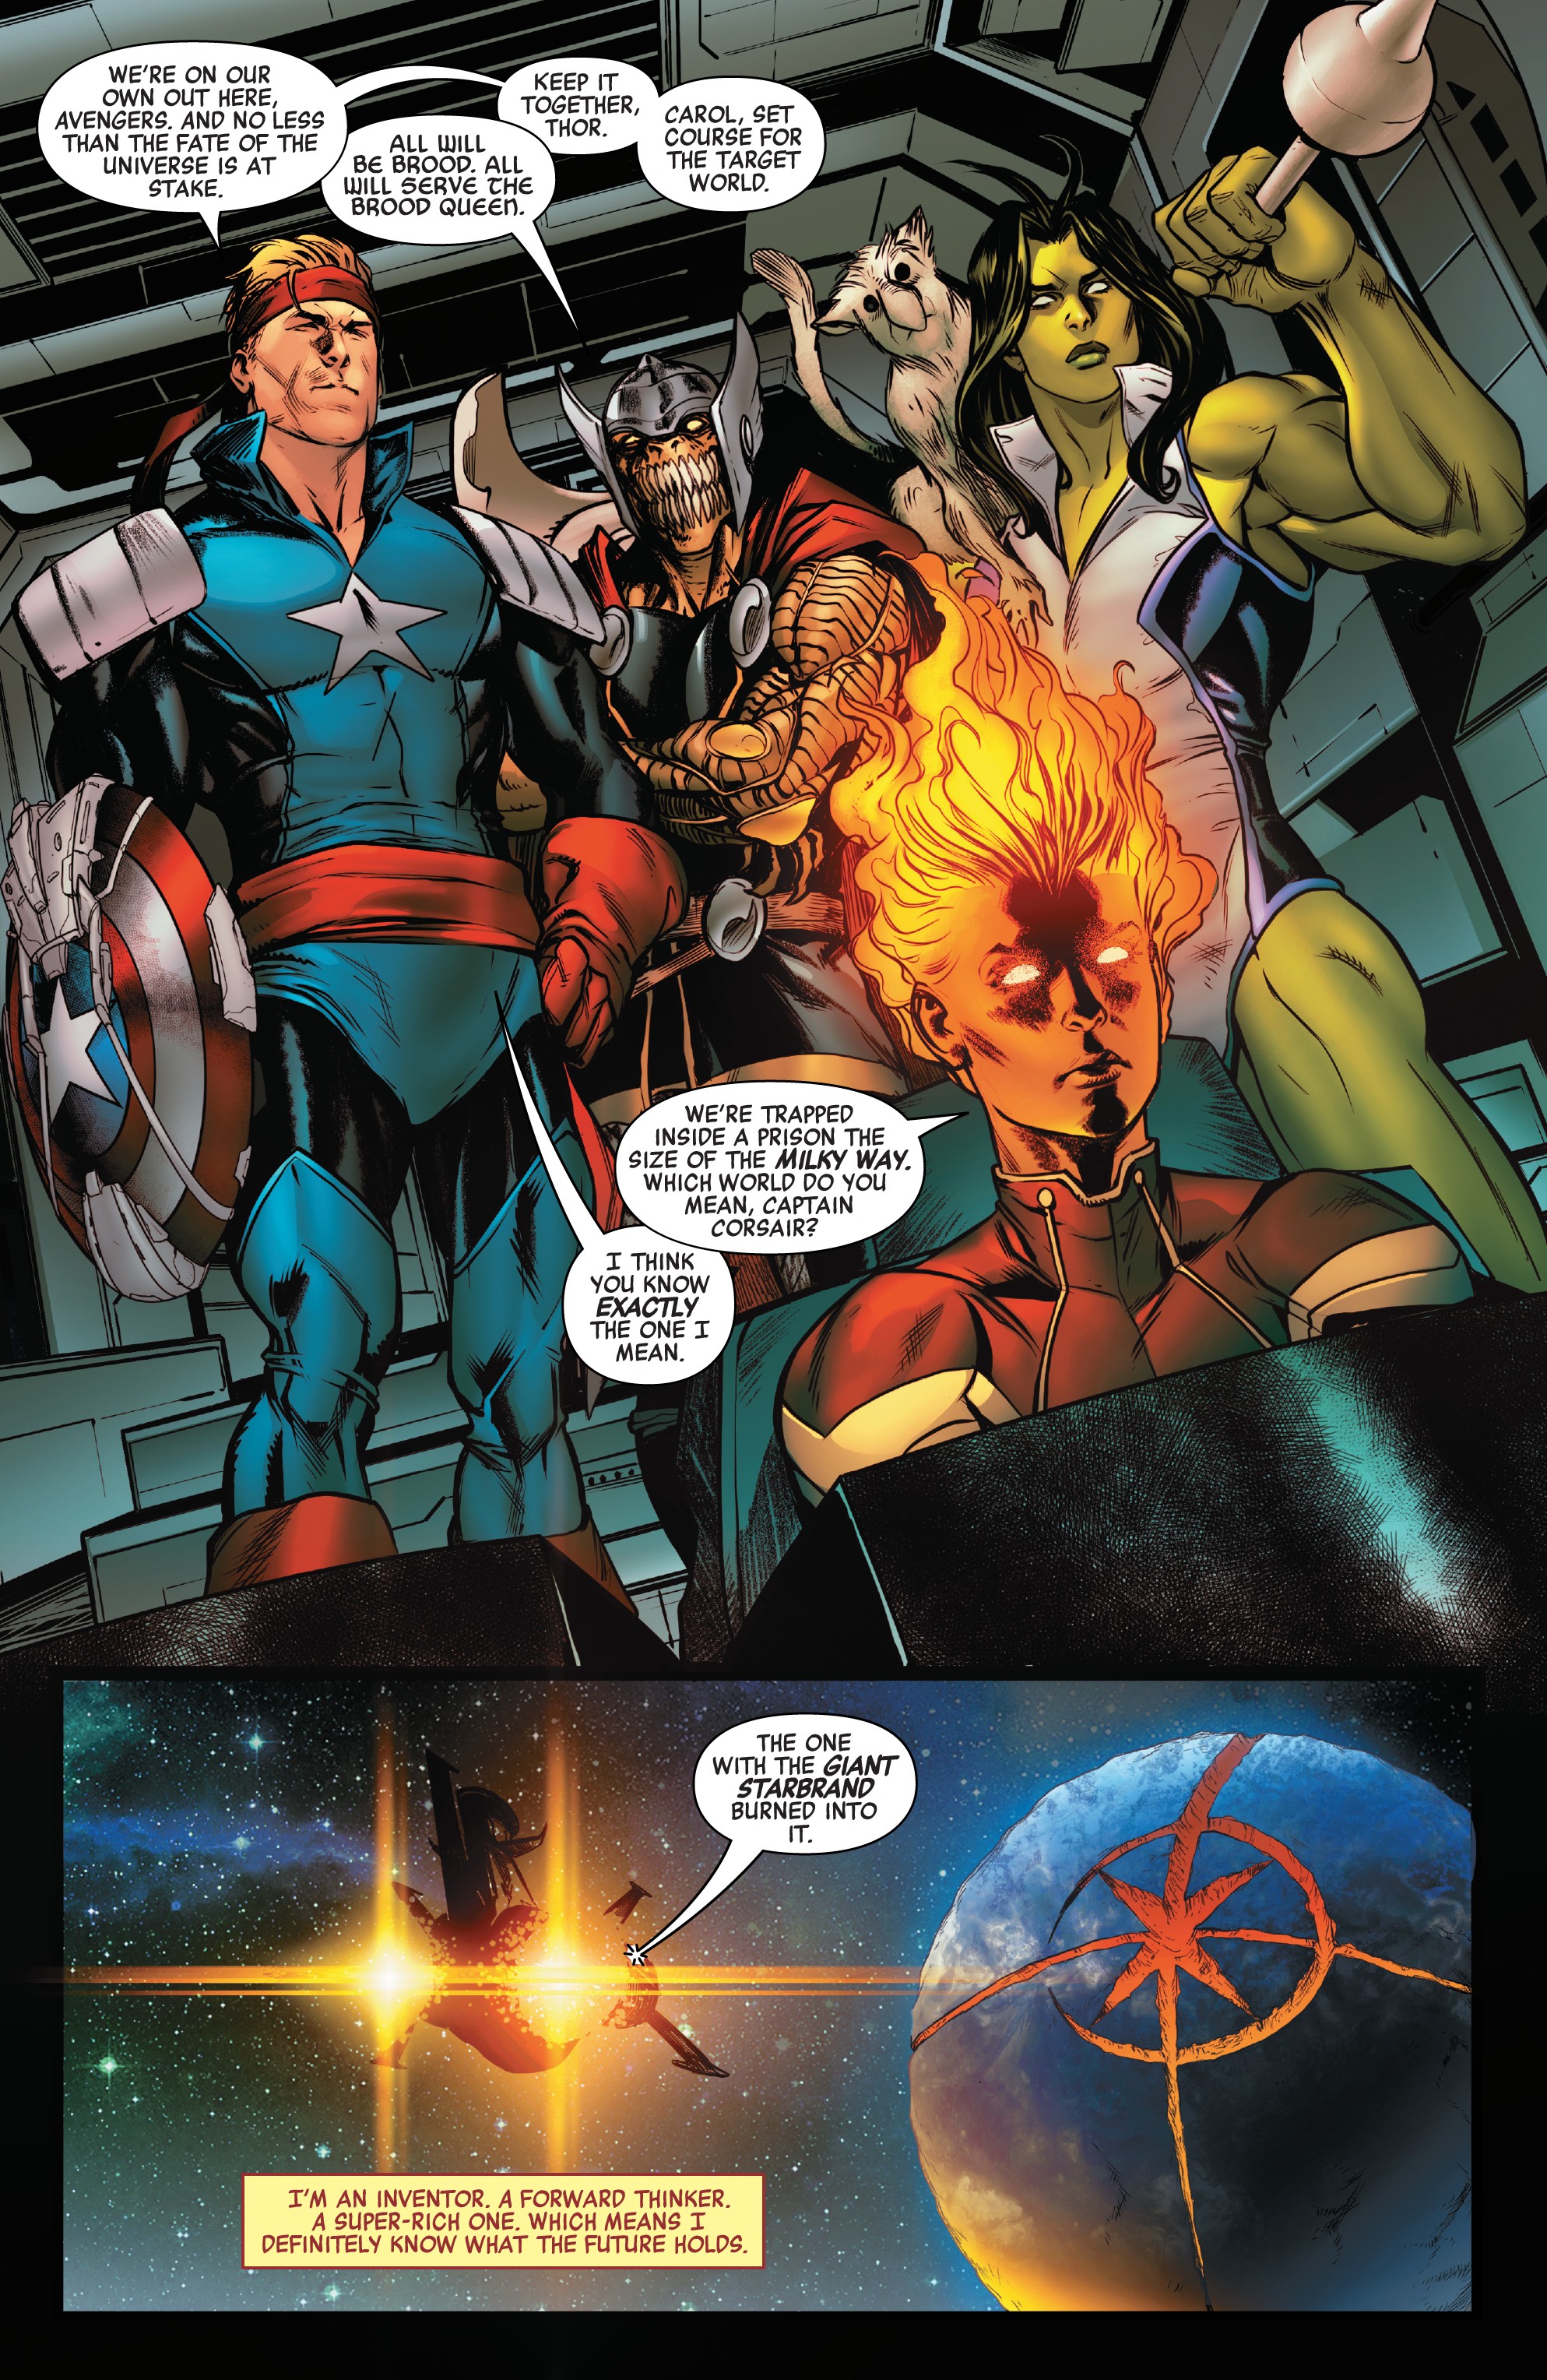 WE'RE ON OUR
OWN OUT HERE,
AVENGERS. AND NO LESS
THAN THE FATE OF THE
UNIVERSE IS AT
STAKE.
ALL WILL
BE BROOD. ALL
WILL SERVE THE
BROOD QUEEN.
KEEP IT
TOGETHER,
THOR.
CAROL, SET
COURSE FOR
THE TARGET
WORLD.
WE'RE TRAPPED
INSIDE A PRISON THE
SIZE OF THE MILKY WAY.
WHICH WORLD DO YOU
MEAN, CAPTAIN
CORSAIR?
I THINK
YOU KNOW
EXACTLY
THE ONE I
MEAN.
THE ONE
WITH THE GIANT
STARBRAND
BURNED INTO
IT.
I'M AN INVENTOR. A FORWARD THINKER.
A SUPER-RICH ONE. WHICH MEANS I
DEFINITELY KNOW WHAT THE FUTURE HOLDS.